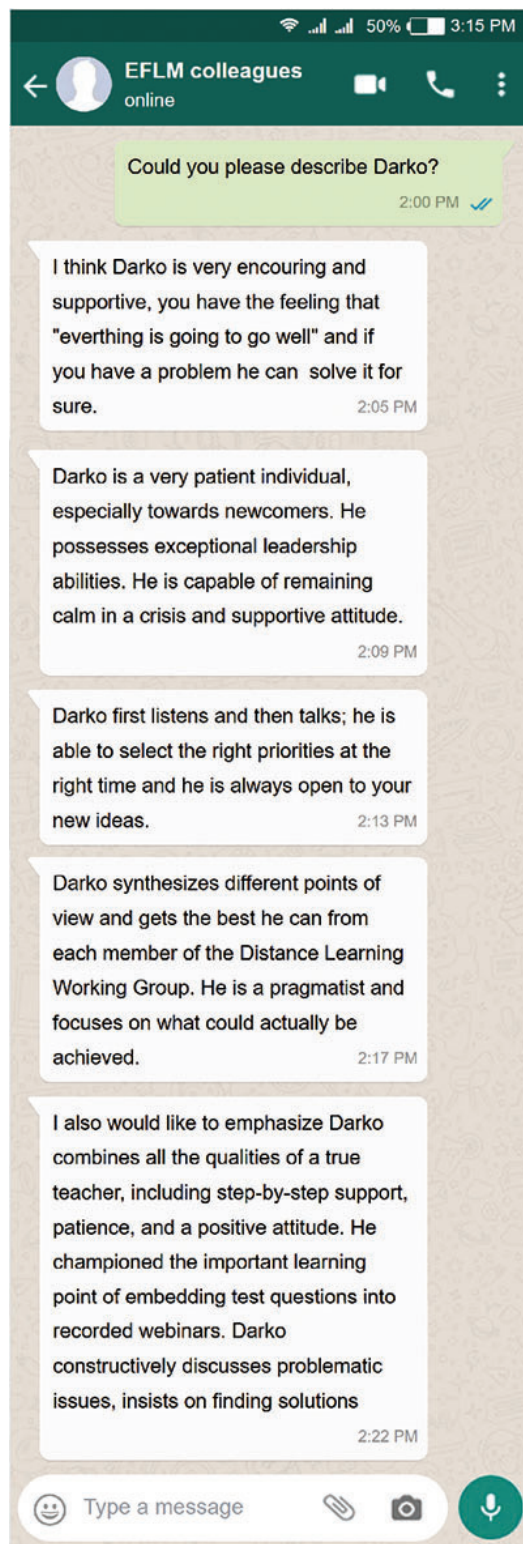 50% 3:15 PM
EFLM colleagues
online
Could you please describe Darko?
2:00 PM
I think Darko is very encouring and
supportive, you have the feeling that
"everthing is going to go well" and if
you have a problem he can  solve it for
sure. 2:05 PM
Darko is a very patient individual,
especially towards newcomers. He
possesses exceptional leadership
abilities. He is capable of remaining
calm in a crisis and supportive attitude.
2:09 PM
Darko first listens and then talks; he is
able to select the right priorities at the
right time and he is always open to your
new ideas. 2:13 PM
Darko synthesizes different points of
view and gets the best he can from
each member of the Distance Learning
Working Group. He is a pragmatist and
focuses on what could actually be
achieved. 2:17 PM
I also would like to emphasize Darko
combines all the qualities of a true
teacher, including step-by-step support,
patience, and a positive attitude. He
championed the important learning
point of embedding test questions into
recorded webinars. Darko
constructively discusses problematic
issues, insists on finding solutions
2:22 PM
Type a message